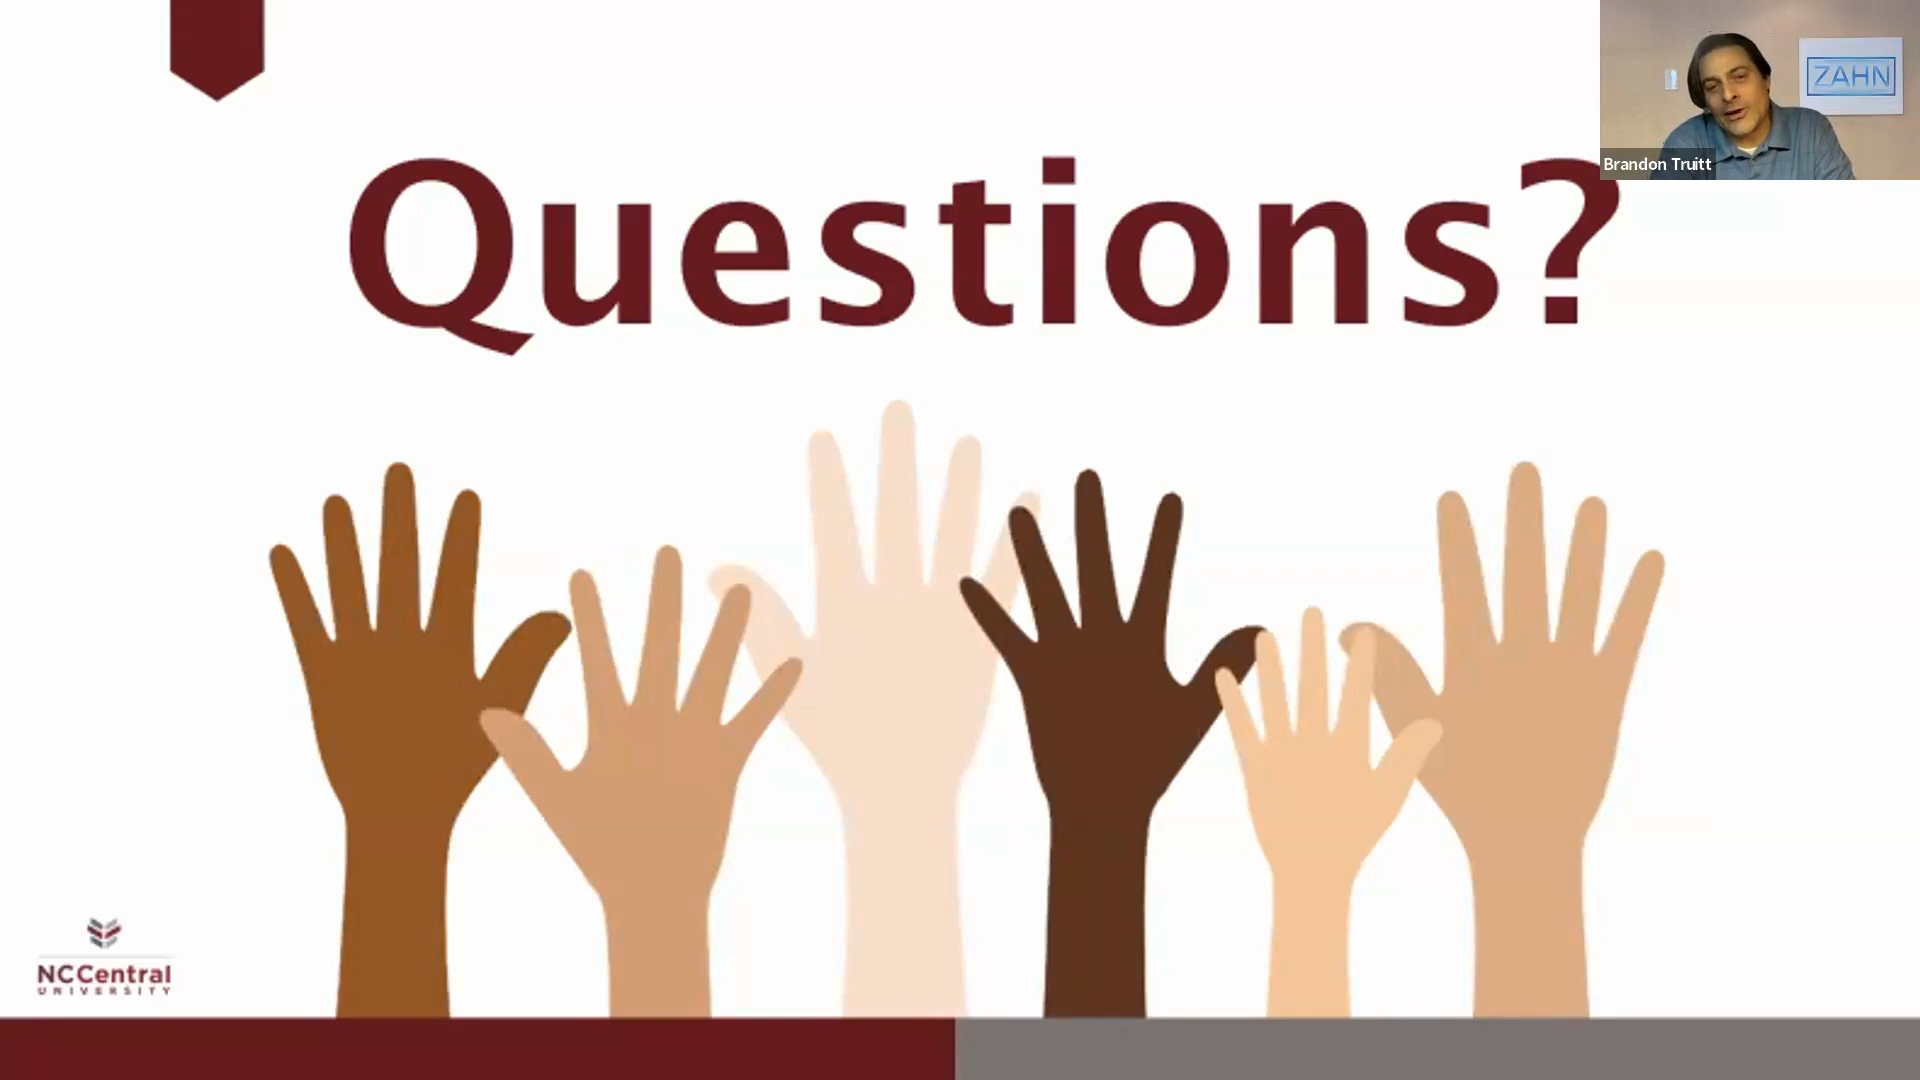 ZAHN
Brandon Truitt
Questions?
NCCentral
UNIVERSITY